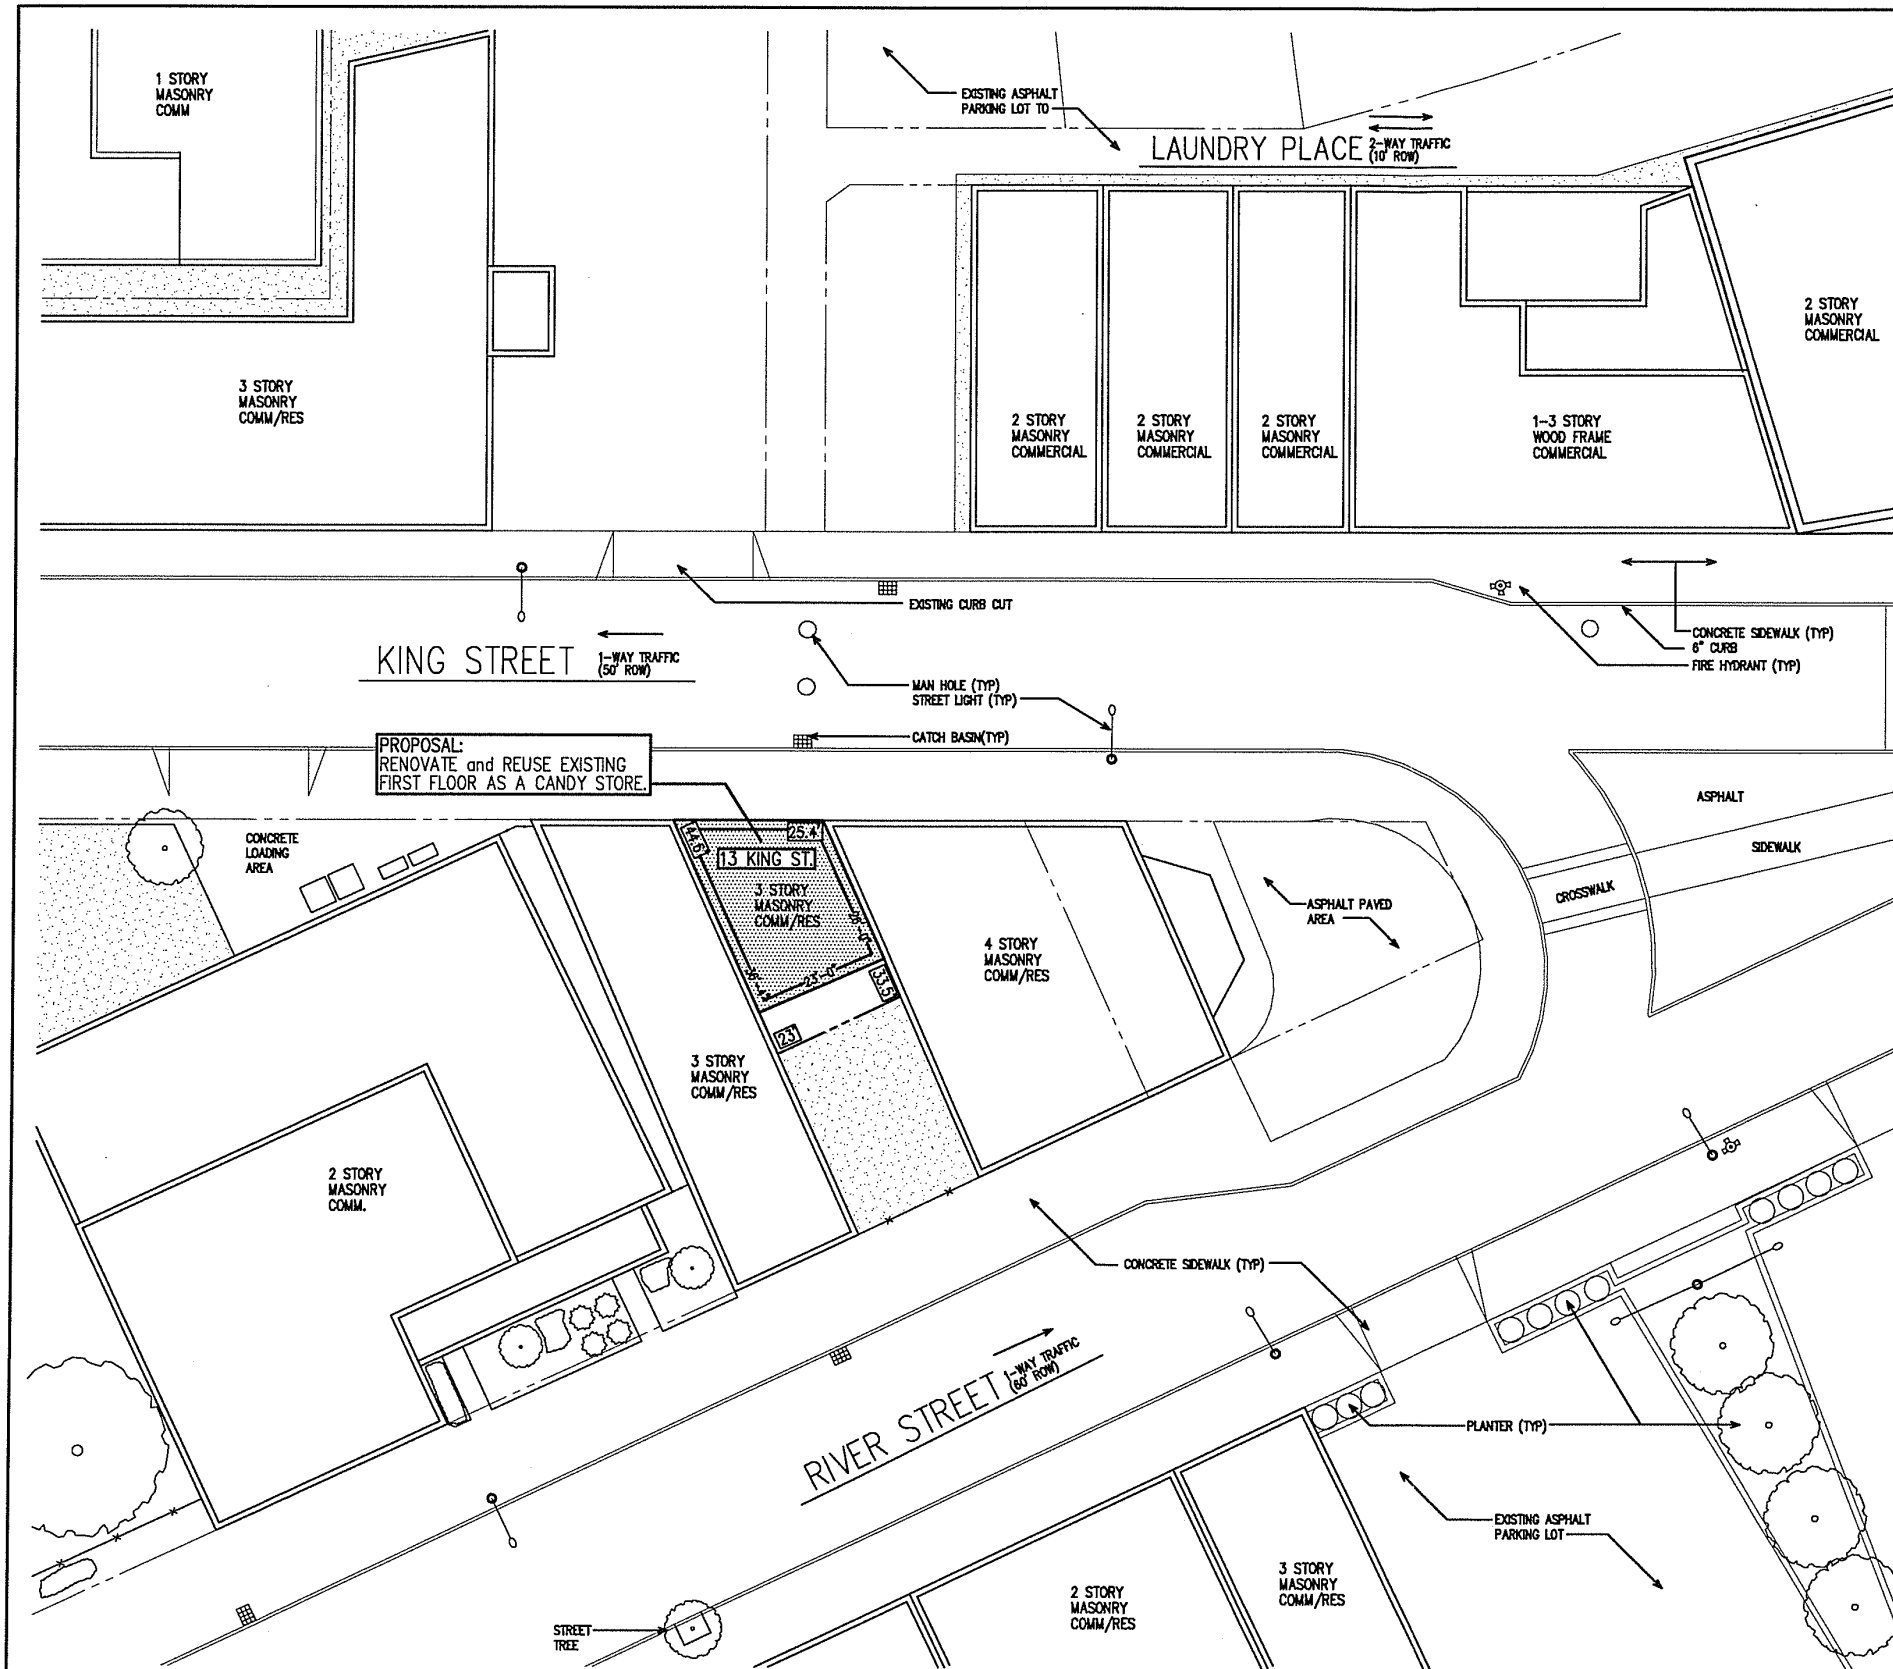 1 STORY
MASONRY
COMM
EXISTING ASPHALT
PARKING LOT TO
LAUNDRY PLACE
2-WAY TRAFFIC
(10' ROW)
3 STORY
MASONRY
COMM/RES
2 STORY
MASONRY
COMMERCIAL
2 STORY
MASONRY
COMMERCIAL
2 STORY
MASONRY
COMMERCIAL
1-3 STORY
WOOD FRAME
COMMERCIAL
2 STORY
MASONRY
COMMERCIAL
EXISTING CURB CUT
KING STREET
1-WAY TRAFFIC
(50' ROW)
MAN HOLE (TYP)
STREET LIGHT (TYP)
CATCH BASIN(TYP)
CONCRETE SIDEWALK (TYP)
6" CURB
FIRE HYDRANT (TYP)
PROPOSAL:
RENOVATE and REUSE EXISTING
FIRST FLOOR AS A CANDY STORE.
CONCRETE
LOADING
AREA
44.6'
25.4'
13 KING ST.
3 STORY
MASONRY
COMM/RES
23'-0"
33.5'
23'
4 STORY
MASONRY
COMM/RES
ASPHALT PAVED
AREA
ASPHALT
SIDEWALK
CROSSWALK
3 STORY
MASONRY
COMM/RES
2 STORY
MASONRY
COMM.
CONCRETE SIDEWALK (TYP)
RIVER STREET
1-WAY TRAFFIC
(60' ROW)
PLANTER (TYP)
EXISTING ASPHALT
PARKING LOT
2 STORY
MASONRY
COMM/RES
3 STORY
MASONRY
COMM/RES
STREET
TREE